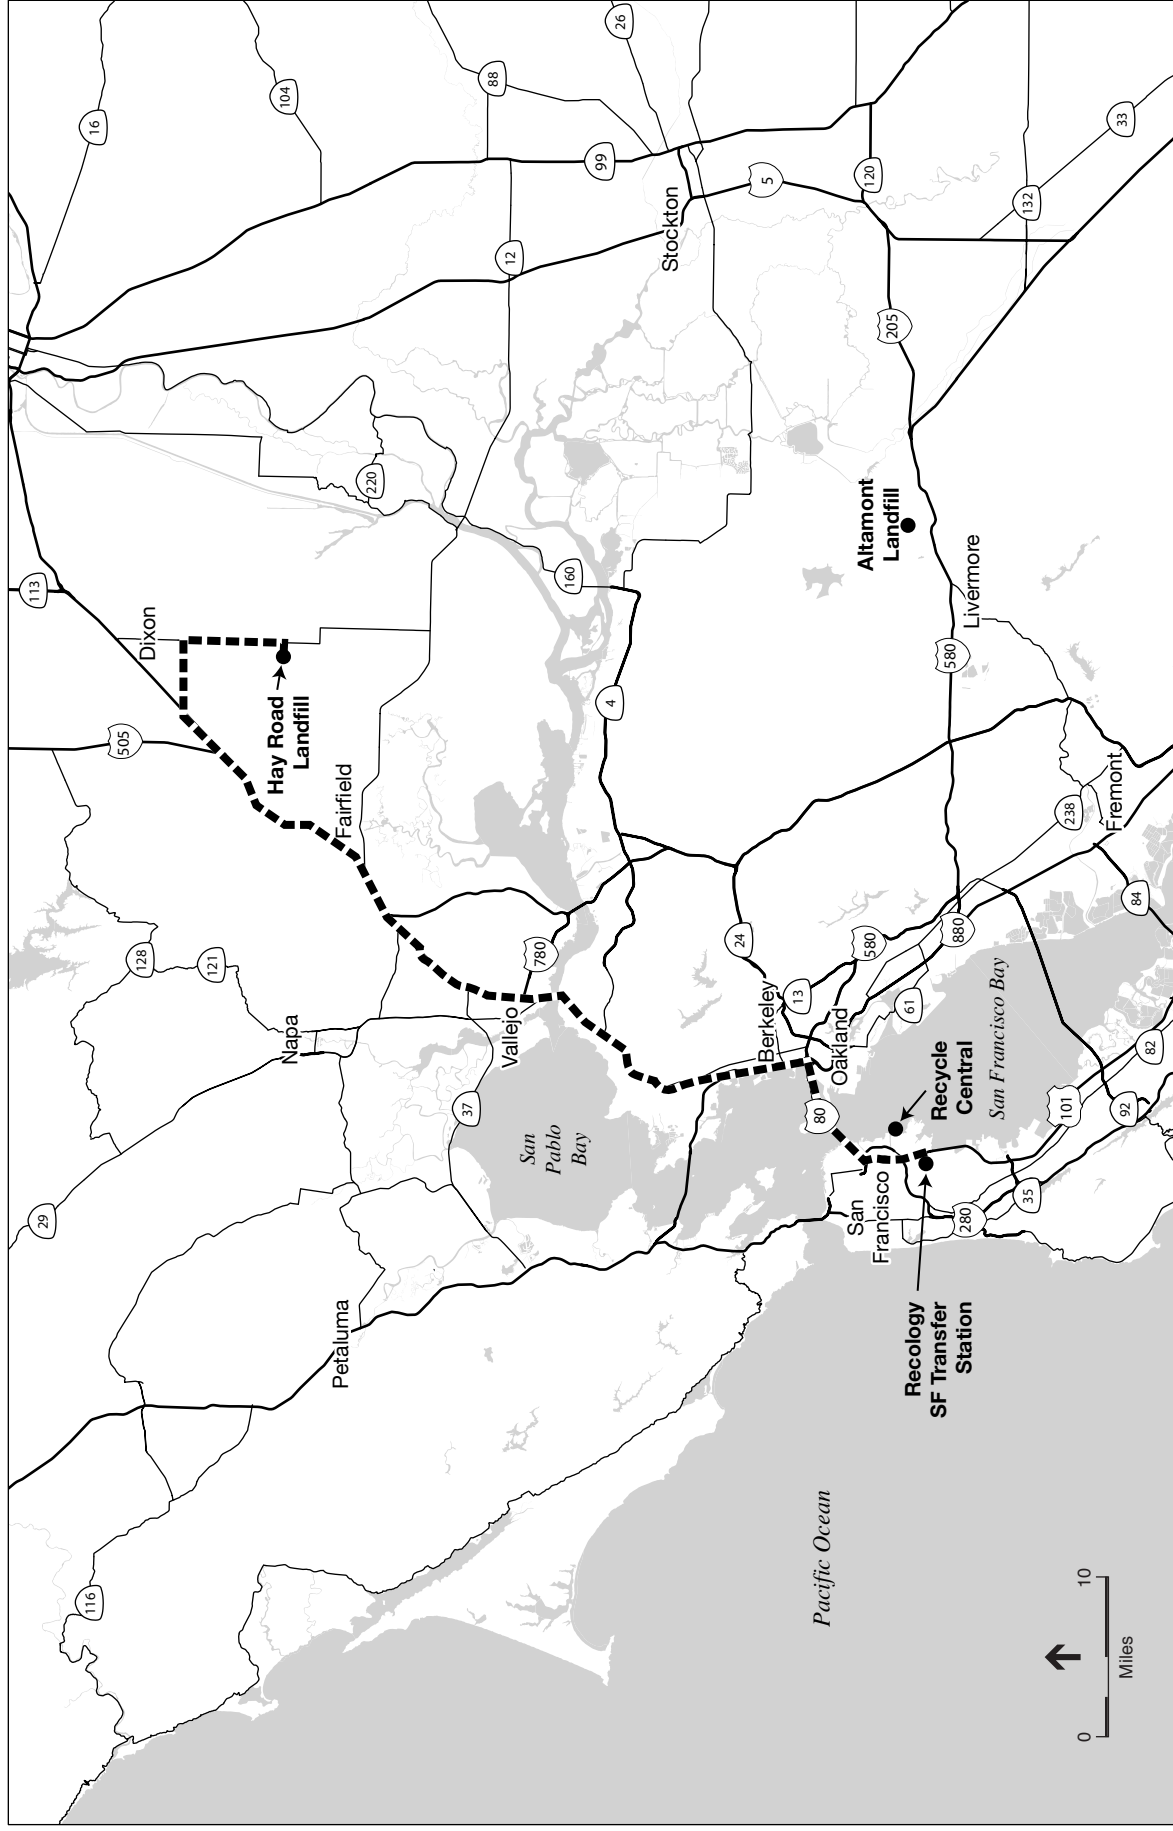 16
104
88
26
99
5
120
33
132
12
Stockton
205
113
220
160
Altamont
Landfill
Livermore
Dixon
Hay Road
Landfill
505
Fairfield
4
580
238
Fremont
84
128
121
780
24
580
880
13
61
Napa
Vallejo
Berkeley
Oakland
San Francisco Bay
37
San
Pablo
Bay
80
Recycle
Central
101
92
82
29
San
Francisco
280
35
Petaluma
Recology
SF Transfer
Station
116
Pacific Ocean
0
10
Miles